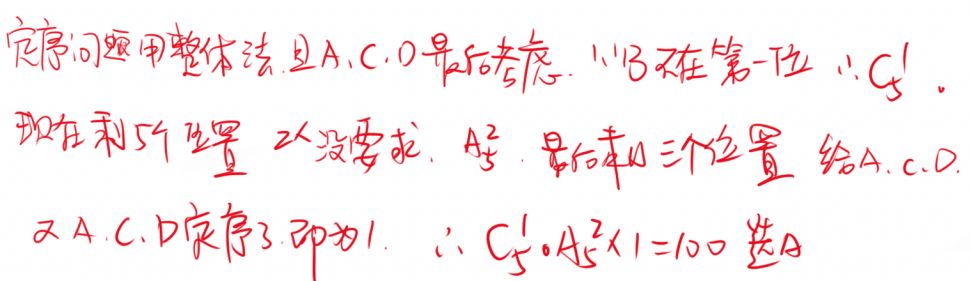 定序问题用整体法.且A.C.D最后考虑.∵B不在第一位 ∴C₅¹.
现在剩5个位置 2人没要求. A₅². 最后剩三个位置 给A.C.D.
又A.C.D定序了.即为1. ∴C₅¹·A₅²×1=100 选A